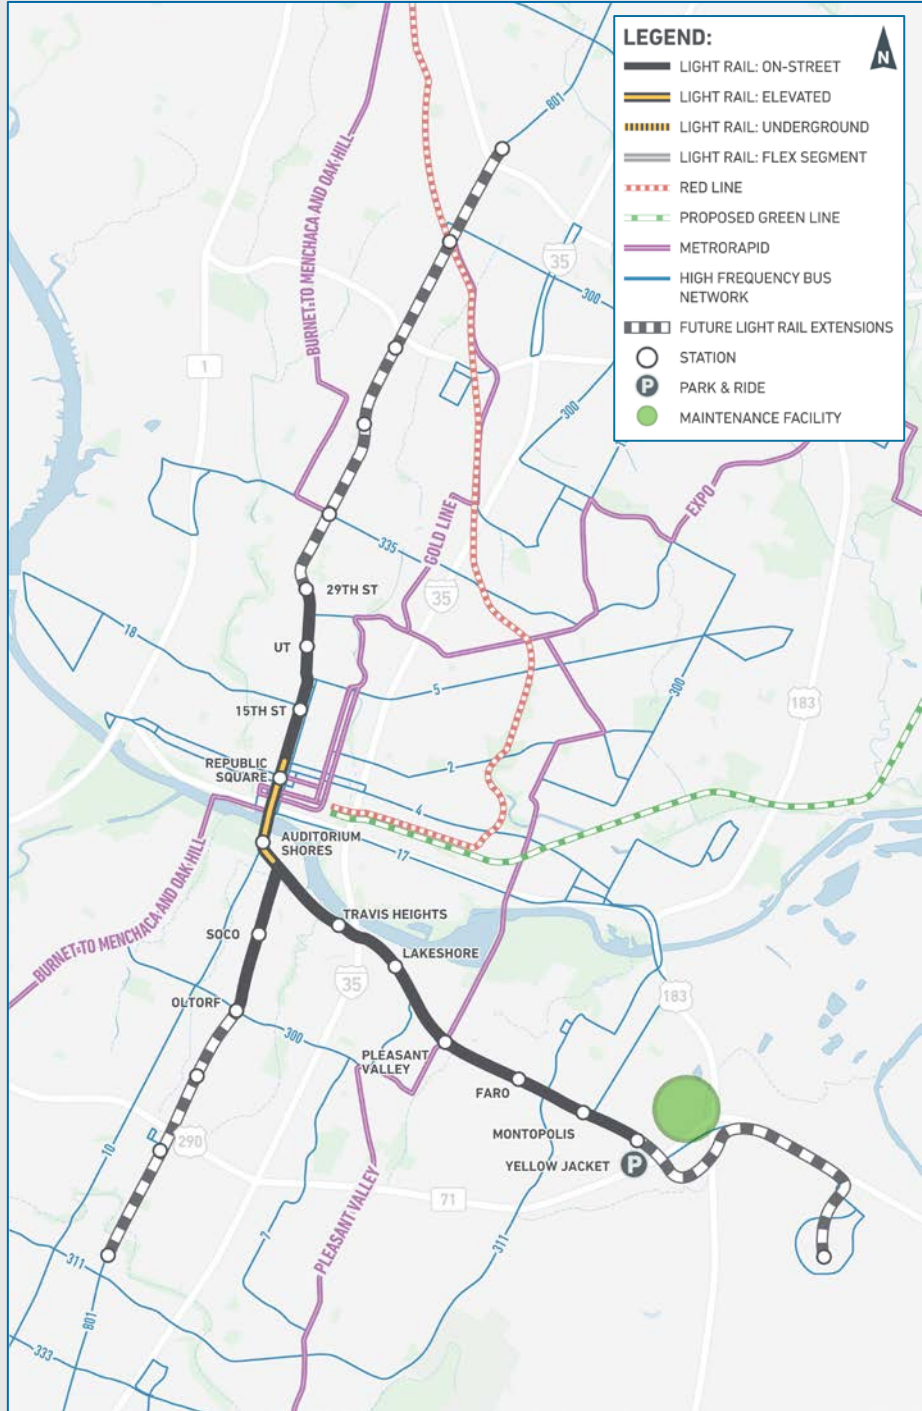 LEGEND:
N
LIGHT RAIL: ON-STREET
LIGHT RAIL: ELEVATED
LIGHT RAIL: UNDERGROUND
LIGHT RAIL: FLEX SEGMENT
RED LINE
PROPOSED GREEN LINE
METRORAPID
HIGH FREQUENCY BUS
NETWORK
FUTURE LIGHT RAIL EXTENSIONS
STATION
P
PARK & RIDE
MAINTENANCE FACILITY
801
BURNET TO MENCHACA AND OAK HILL
35
300
1
300
EXPO
GOLD LINE
335
35
29TH ST
18
UT
5
300
183
15TH ST
REPUBLIC
SQUARE
2
4
AUDITORIUM
SHORES
17
BURNET TO MENCHACA AND OAK HILL
TRAVIS HEIGHTS
SOCO
LAKESHORE
35
183
OLTORF
300
PLEASANT
VALLEY
FARO
MONTOPOLIS
290
10
YELLOW JACKET
P
71
PLEASANT VALLEY
7
311
311
801
333